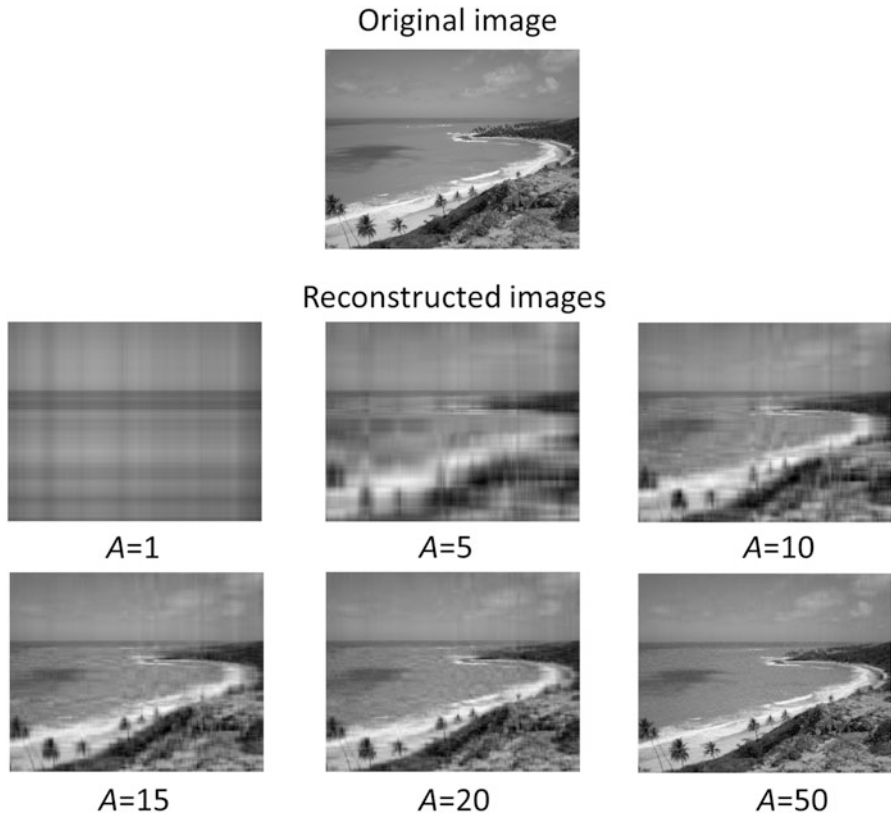 Original image
Reconstructed images
A=1
A=5
A=10
A=15
A=20
A=50